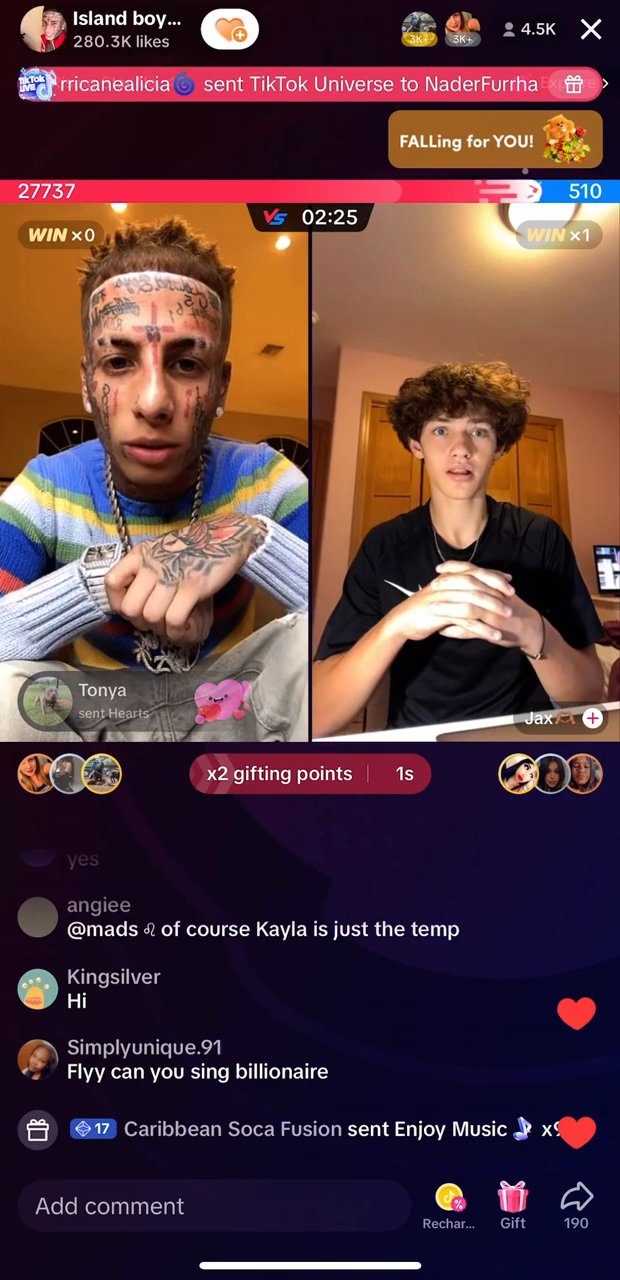 Island boy...
280.3K likes
3K+
3K+
4.5K
rricanealicia🌀 sent TikTok Universe to NaderFurrha
FALLing for YOU!
27737
510
VS 02:25
WIN x0
WIN x1
Tonya
sent Hearts
Jax
x2 gifting points
1s
yes
angiee
@mads ♌ of course Kayla is just the temp
Kingsilver
Hi
Simplyunique.91
Flyy can you sing billionaire
17 Caribbean Soca Fusion sent Enjoy Music
Add comment
Rechar...
Gift
190